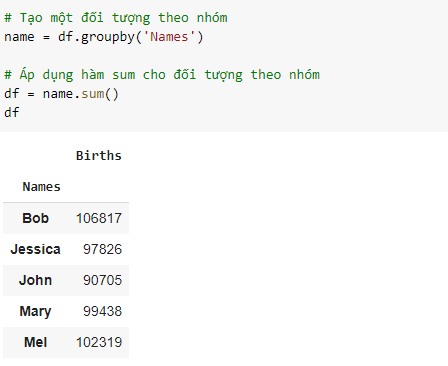 # Tạo một đối tượng theo nhóm
name = df.groupby('Names')
# Áp dụng hàm sum cho đối tượng theo nhóm
df = name.sum()
df
Births
Names
Bob 106817
Jessica 97826
John 90705
Mary 99438
Mel 102319